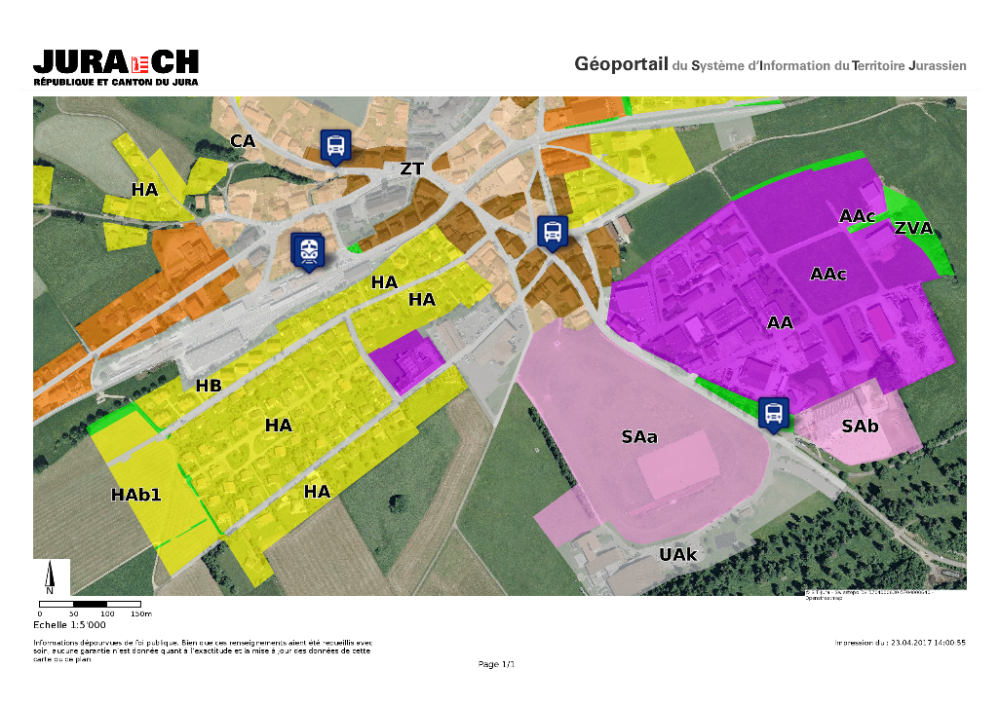 JURA CH
RÉPUBLIQUE ET CANTON DU JURA
Géoportail du Système d'Information du Territoire Jurassien
CA
ZT
HA
AAc
ZVA
AAc
HA
HA
AA
HB
HA
SAa
SAb
HA
HAb1
UAk
N
0 50 100 150m
Echelle 1:5'000
Openstreetmap
Informations dépourvues de foi publique. Bien que ces renseignements aient été recueillis avec
soin, aucune garantie n'est donnée quant à l'exactitude et la mise à jour des données de cette
carte ou ce plan.
Impression du : 23.04.2017 14:00:55
Page 1/1